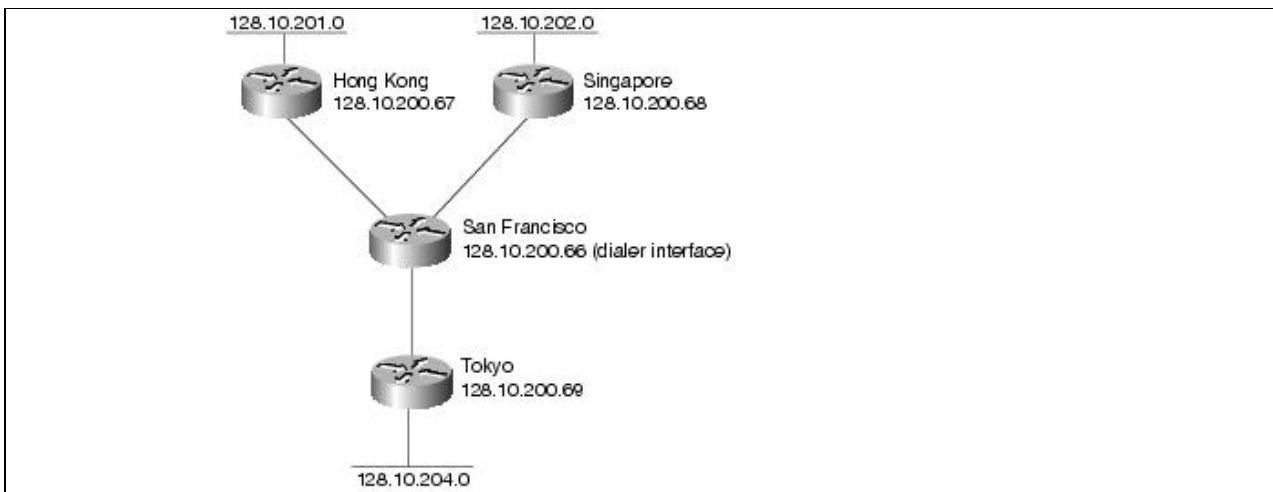 128.10.201.0
128.10.202.0
Hong Kong
128.10.200.67
Singapore
128.10.200.68
San Francisco
128.10.200.66 (dialer interface)
Tokyo
128.10.200.69
128.10.204.0